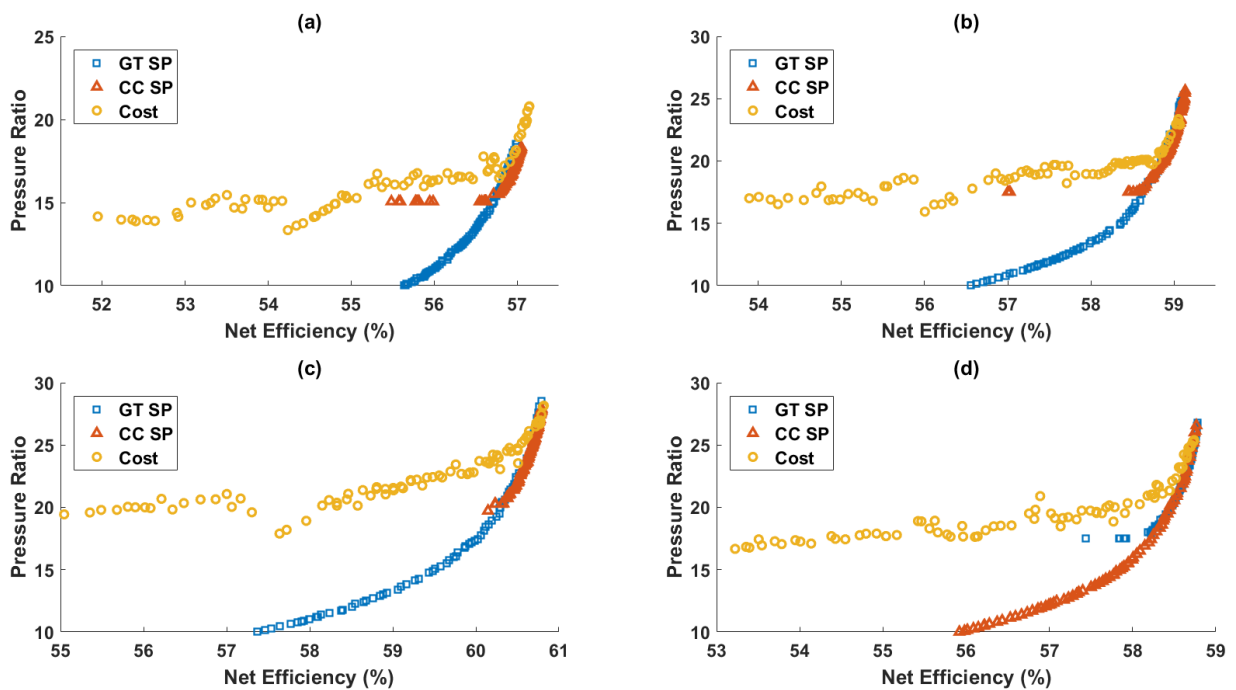 (a)
25
20
15
10
Pressure Ratio
GT SP
CC SP
Cost
52 53 54 55 56 57
Net Efficiency (%)
(b)
30
25
20
15
10
Pressure Ratio
GT SP
CC SP
Cost
54 55 56 57 58 59
Net Efficiency (%)
(c)
30
25
20
15
10
Pressure Ratio
GT SP
CC SP
Cost
55 56 57 58 59 60 61
Net Efficiency (%)
(d)
30
25
20
15
10
Pressure Ratio
GT SP
CC SP
Cost
53 54 55 56 57 58 59
Net Efficiency (%)